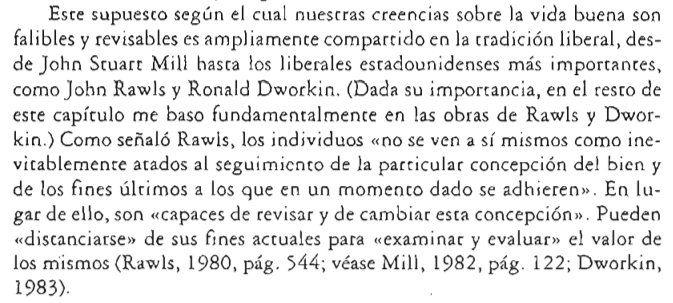 Este supuesto según el cual nuestras creencias sobre la vida buena son
falibles y revisables es ampliamente compartido en la tradición liberal, des-
de John Stuart Mill hasta los liberales estadounidenses más importantes,
como John Rawls y Ronald Dworkin. (Dada su importancia, en el resto de
este capítulo me baso fundamentalmente en las obras de Rawls y Dwor-
kin.) Como señaló Rawls, los individuos «no se ven a sí mismos como ine-
vitablemente atados al seguimiento de la particular concepción del bien y
de los fines últimos a los que en un momento dado se adhieren». En lu-
gar de ello, son «capaces de revisar y de cambiar esta concepción». Pueden
«distanciarse» de sus fines actuales para «examinar y evaluar» el valor de
los mismos (Rawls, 1980, pág. 544; véase Mill, 1982, pág. 122; Dworkin,
1983).